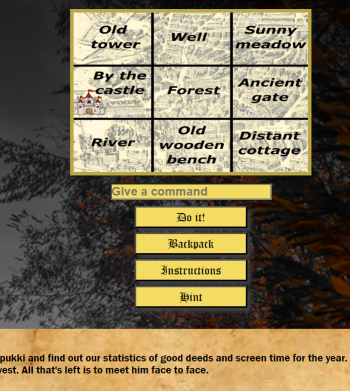 Old tower
Well
Sunny meadow
By the castle
Forest
Ancient gate
River
Old wooden bench
Distant cottage
Give a command
Do it!
Backpack
Instructions
Hint
pukki and find out our statistics of good deeds and screen time for the year.
vest. All that's left is to meet him face to face.